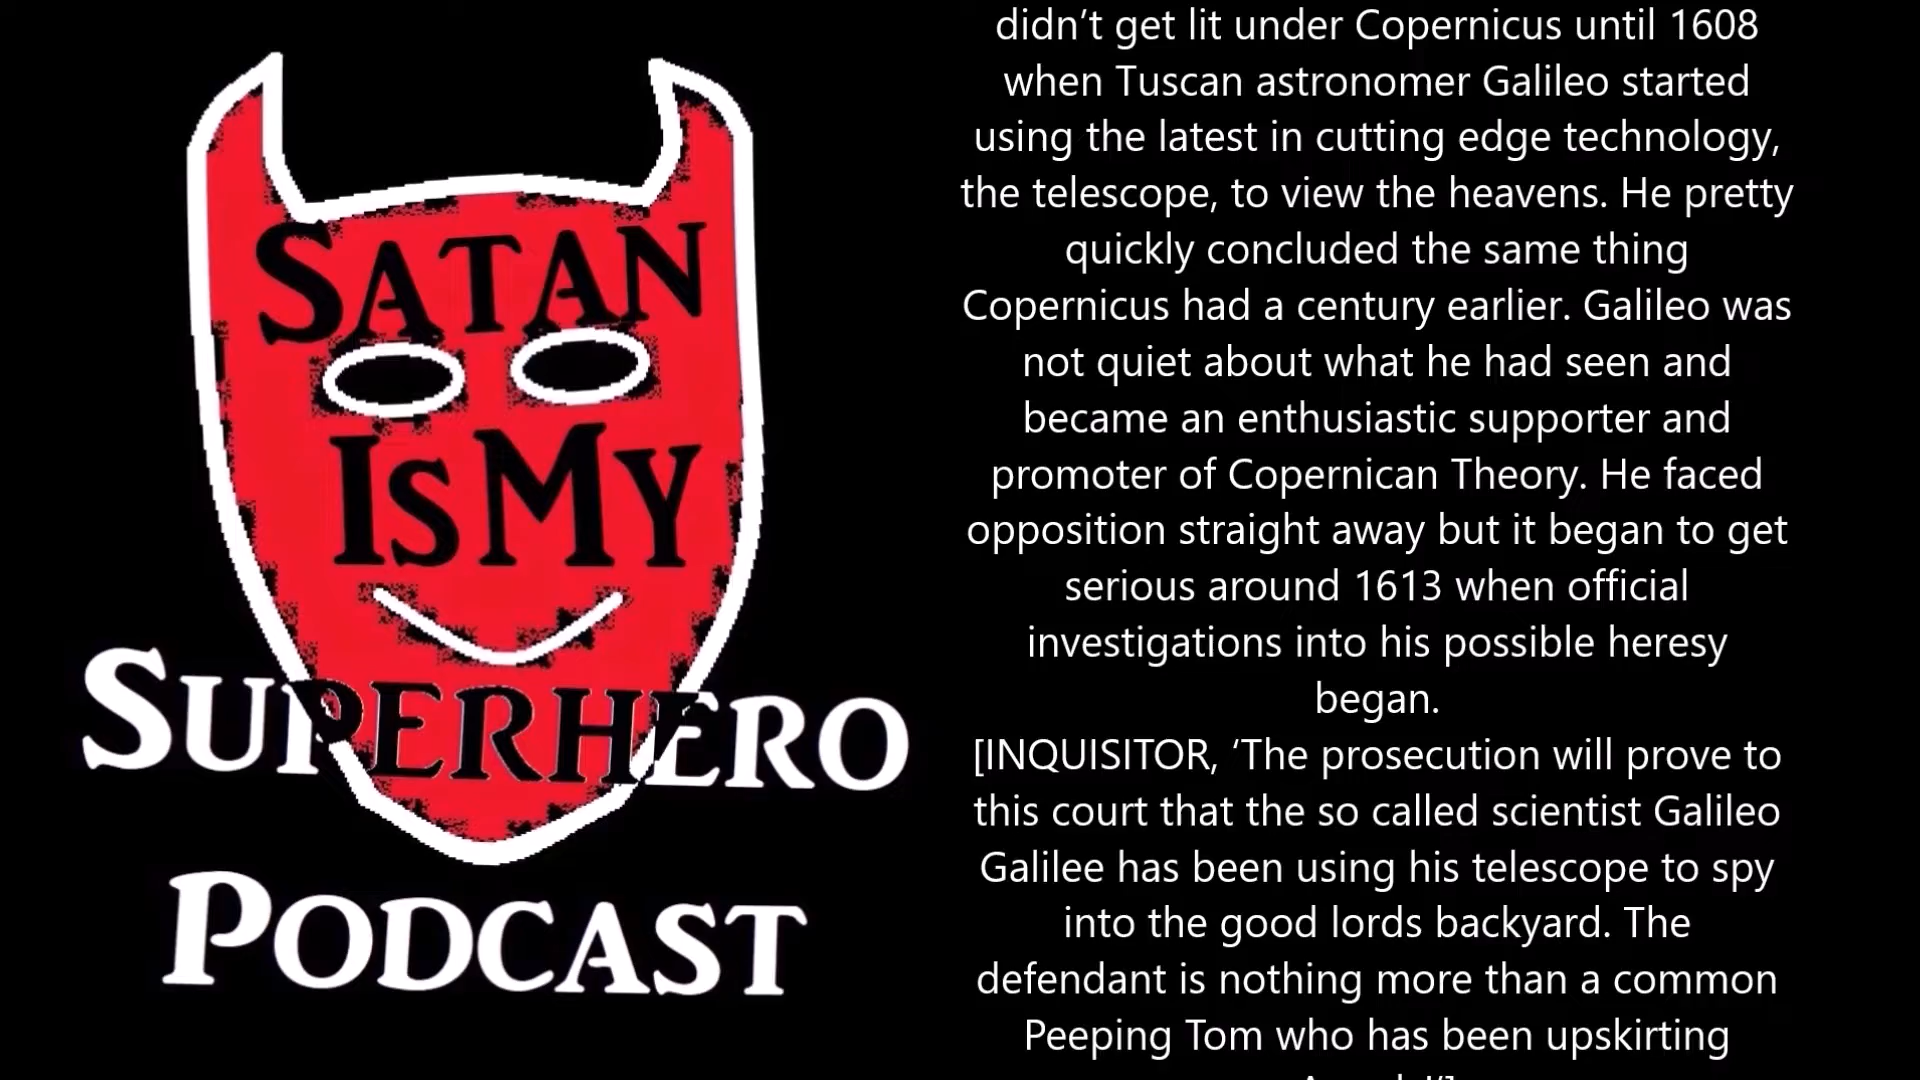 SATAN
IS MY
SUPERHERO
PODCAST
didn’t get lit under Copernicus until 1608
when Tuscan astronomer Galileo started
using the latest in cutting edge technology,
the telescope, to view the heavens. He pretty
quickly concluded the same thing
Copernicus had a century earlier. Galileo was
not quiet about what he had seen and
became an enthusiastic supporter and
promoter of Copernican Theory. He faced
opposition straight away but it began to get
serious around 1613 when official
investigations into his possible heresy
began.
[INQUISITOR, ‘The prosecution will prove to
this court that the so called scientist Galileo
Galilee has been using his telescope to spy
into the good lords backyard. The
defendant is nothing more than a common
Peeping Tom who has been upskirting